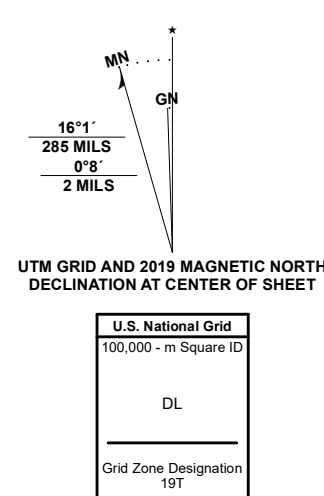 ★
MN
GN
16°1´
285 MILS
0°8´
2 MILS
UTM GRID AND 2019 MAGNETIC NORTH
DECLINATION AT CENTER OF SHEET
U.S. National Grid
100,000 - m Square ID
DL
Grid Zone Designation
19T